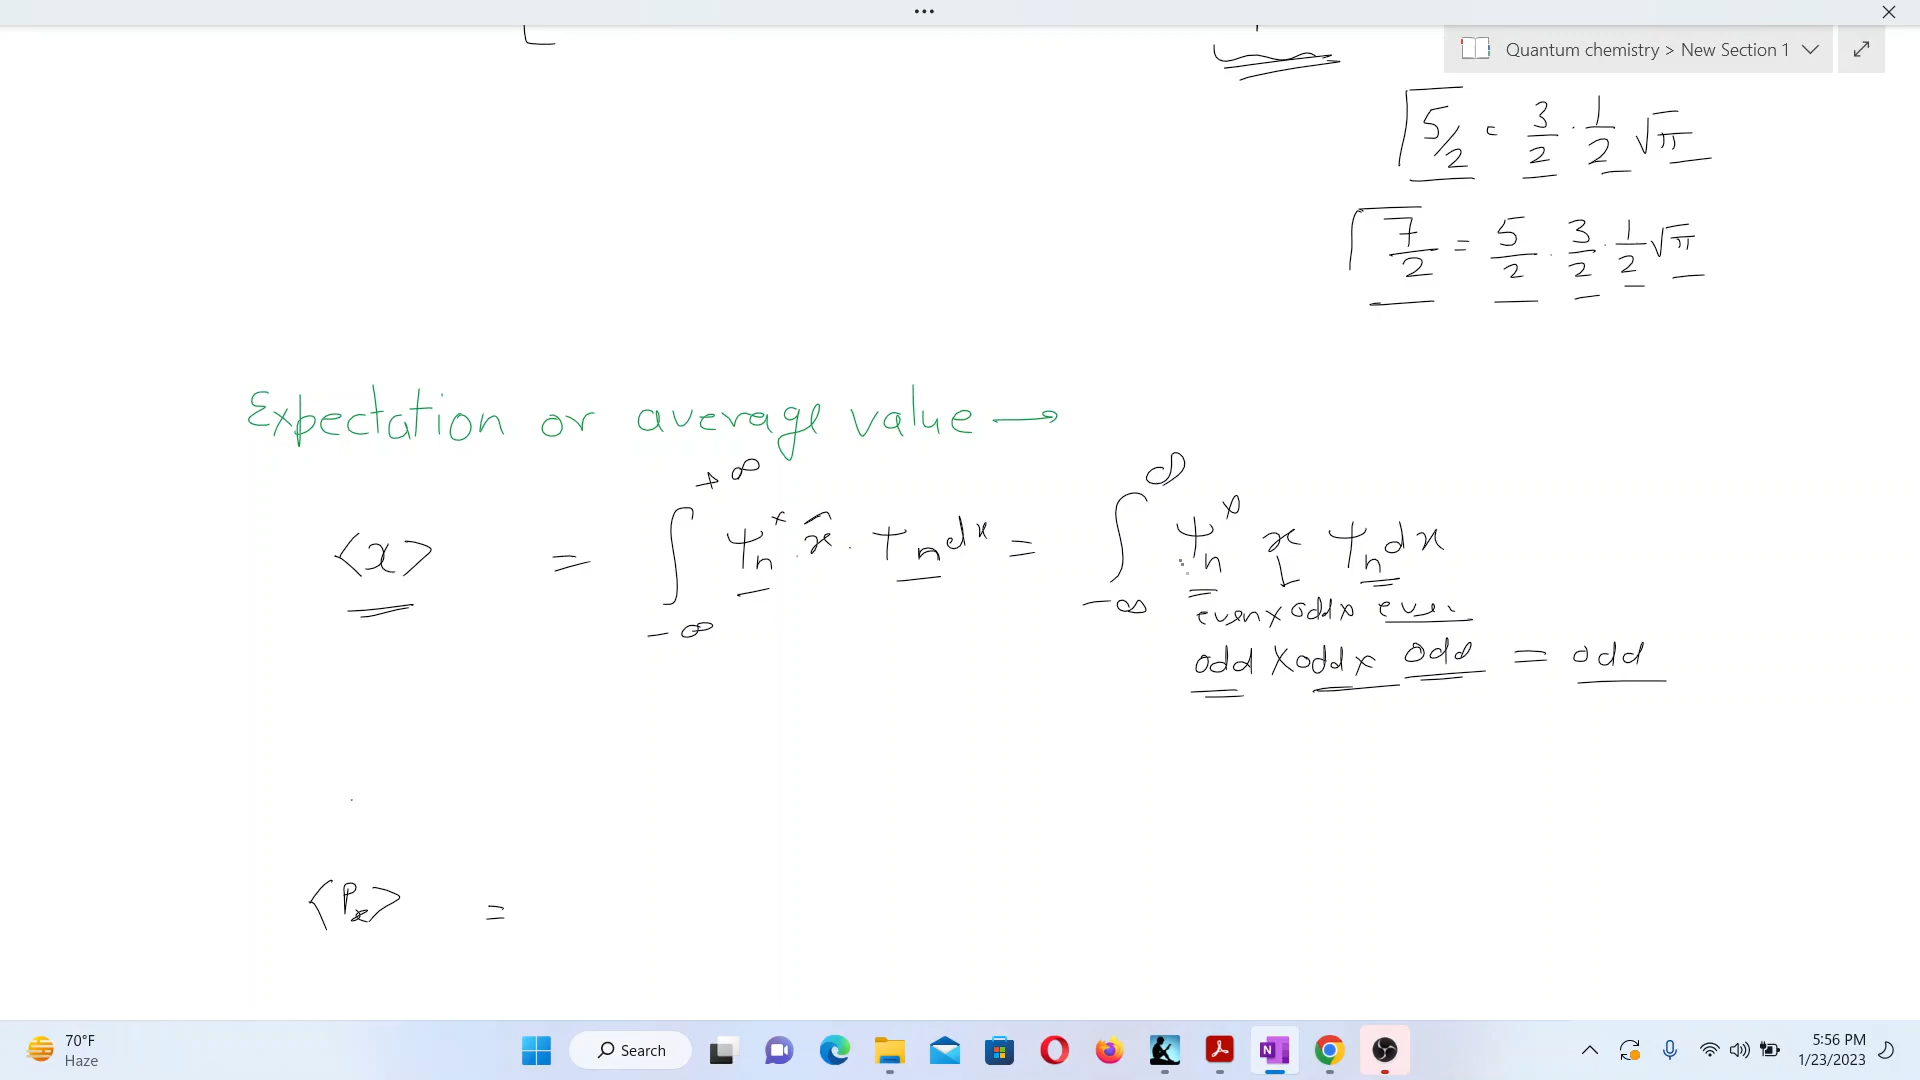 Quantum chemistry > New Section 1
Γ5/2 = 3/2 · 1/2 √π
Γ7/2 = 5/2 · 3/2 · 1/2 √π
Expectation or average value →
<x> = ∫_{-∞}^{+∞} ψₙ* x̂ · ψₙ dx = ∫_{-∞}^{∞} ψₙ* x ψₙ dx
even x odd x even
odd x odd x odd = odd
<Pₓ> =
70°F
Haze
Search
5:56 PM
1/23/2023